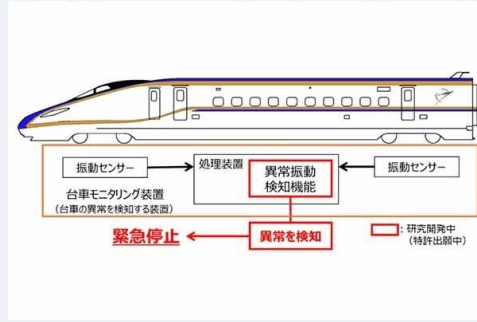 振動センサー
処理装置
異常振動
検知機能
振動センサー
台車モニタリング装置
(台車の異常を検知する装置)
緊急停止
異常を検知
: 研究開発中
(特許出願中)